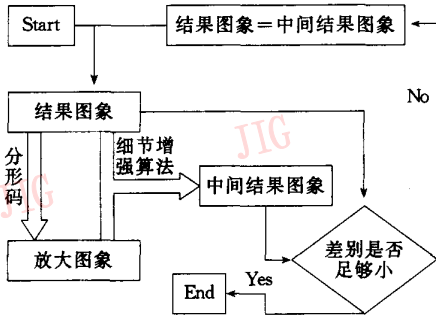 Start
结果图象＝中间结果图象
No
结果图象
分
形
码
细节增
强算法
JIG
JIG
中间结果图象
放大图象
差别是否
足够小
Yes
End